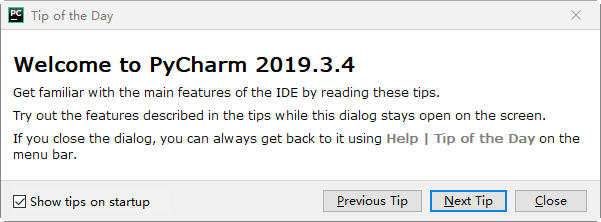 PC
Tip of the Day
Welcome to PyCharm 2019.3.4
Get familiar with the main features of the IDE by reading these tips.
Try out the features described in the tips while this dialog stays open on the screen.
If you close the dialog, you can always get back to it using Help | Tip of the Day on the
menu bar.
Show tips on startup
Previous Tip
Next Tip
Close